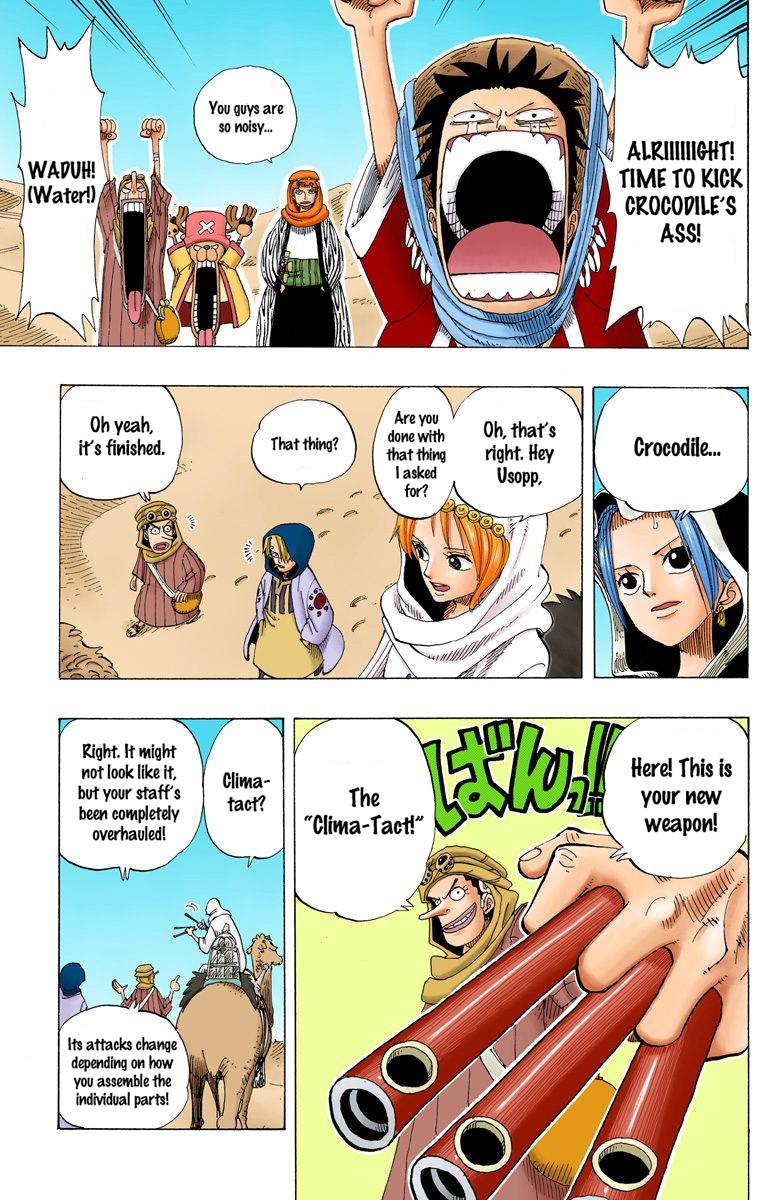 ALRIIIIIIGHT!
TIME TO KICK
CROCODILE'S
ASS!
You guys are
so noisy...
WADUH!
(Water!)
Crocodile...
Oh, that's
right. Hey
Usopp,
Are you
done with
that thing
I asked
for?
That thing?
Oh yeah,
it's finished.
Here! This is
your new
weapon!
ばんっ!!
The
"Clima-Tact!"
Clima-
tact?
Right. It might
not look like it,
but your staff's
been completely
overhauled!
Its attacks change
depending on how
you assemble the
individual parts!